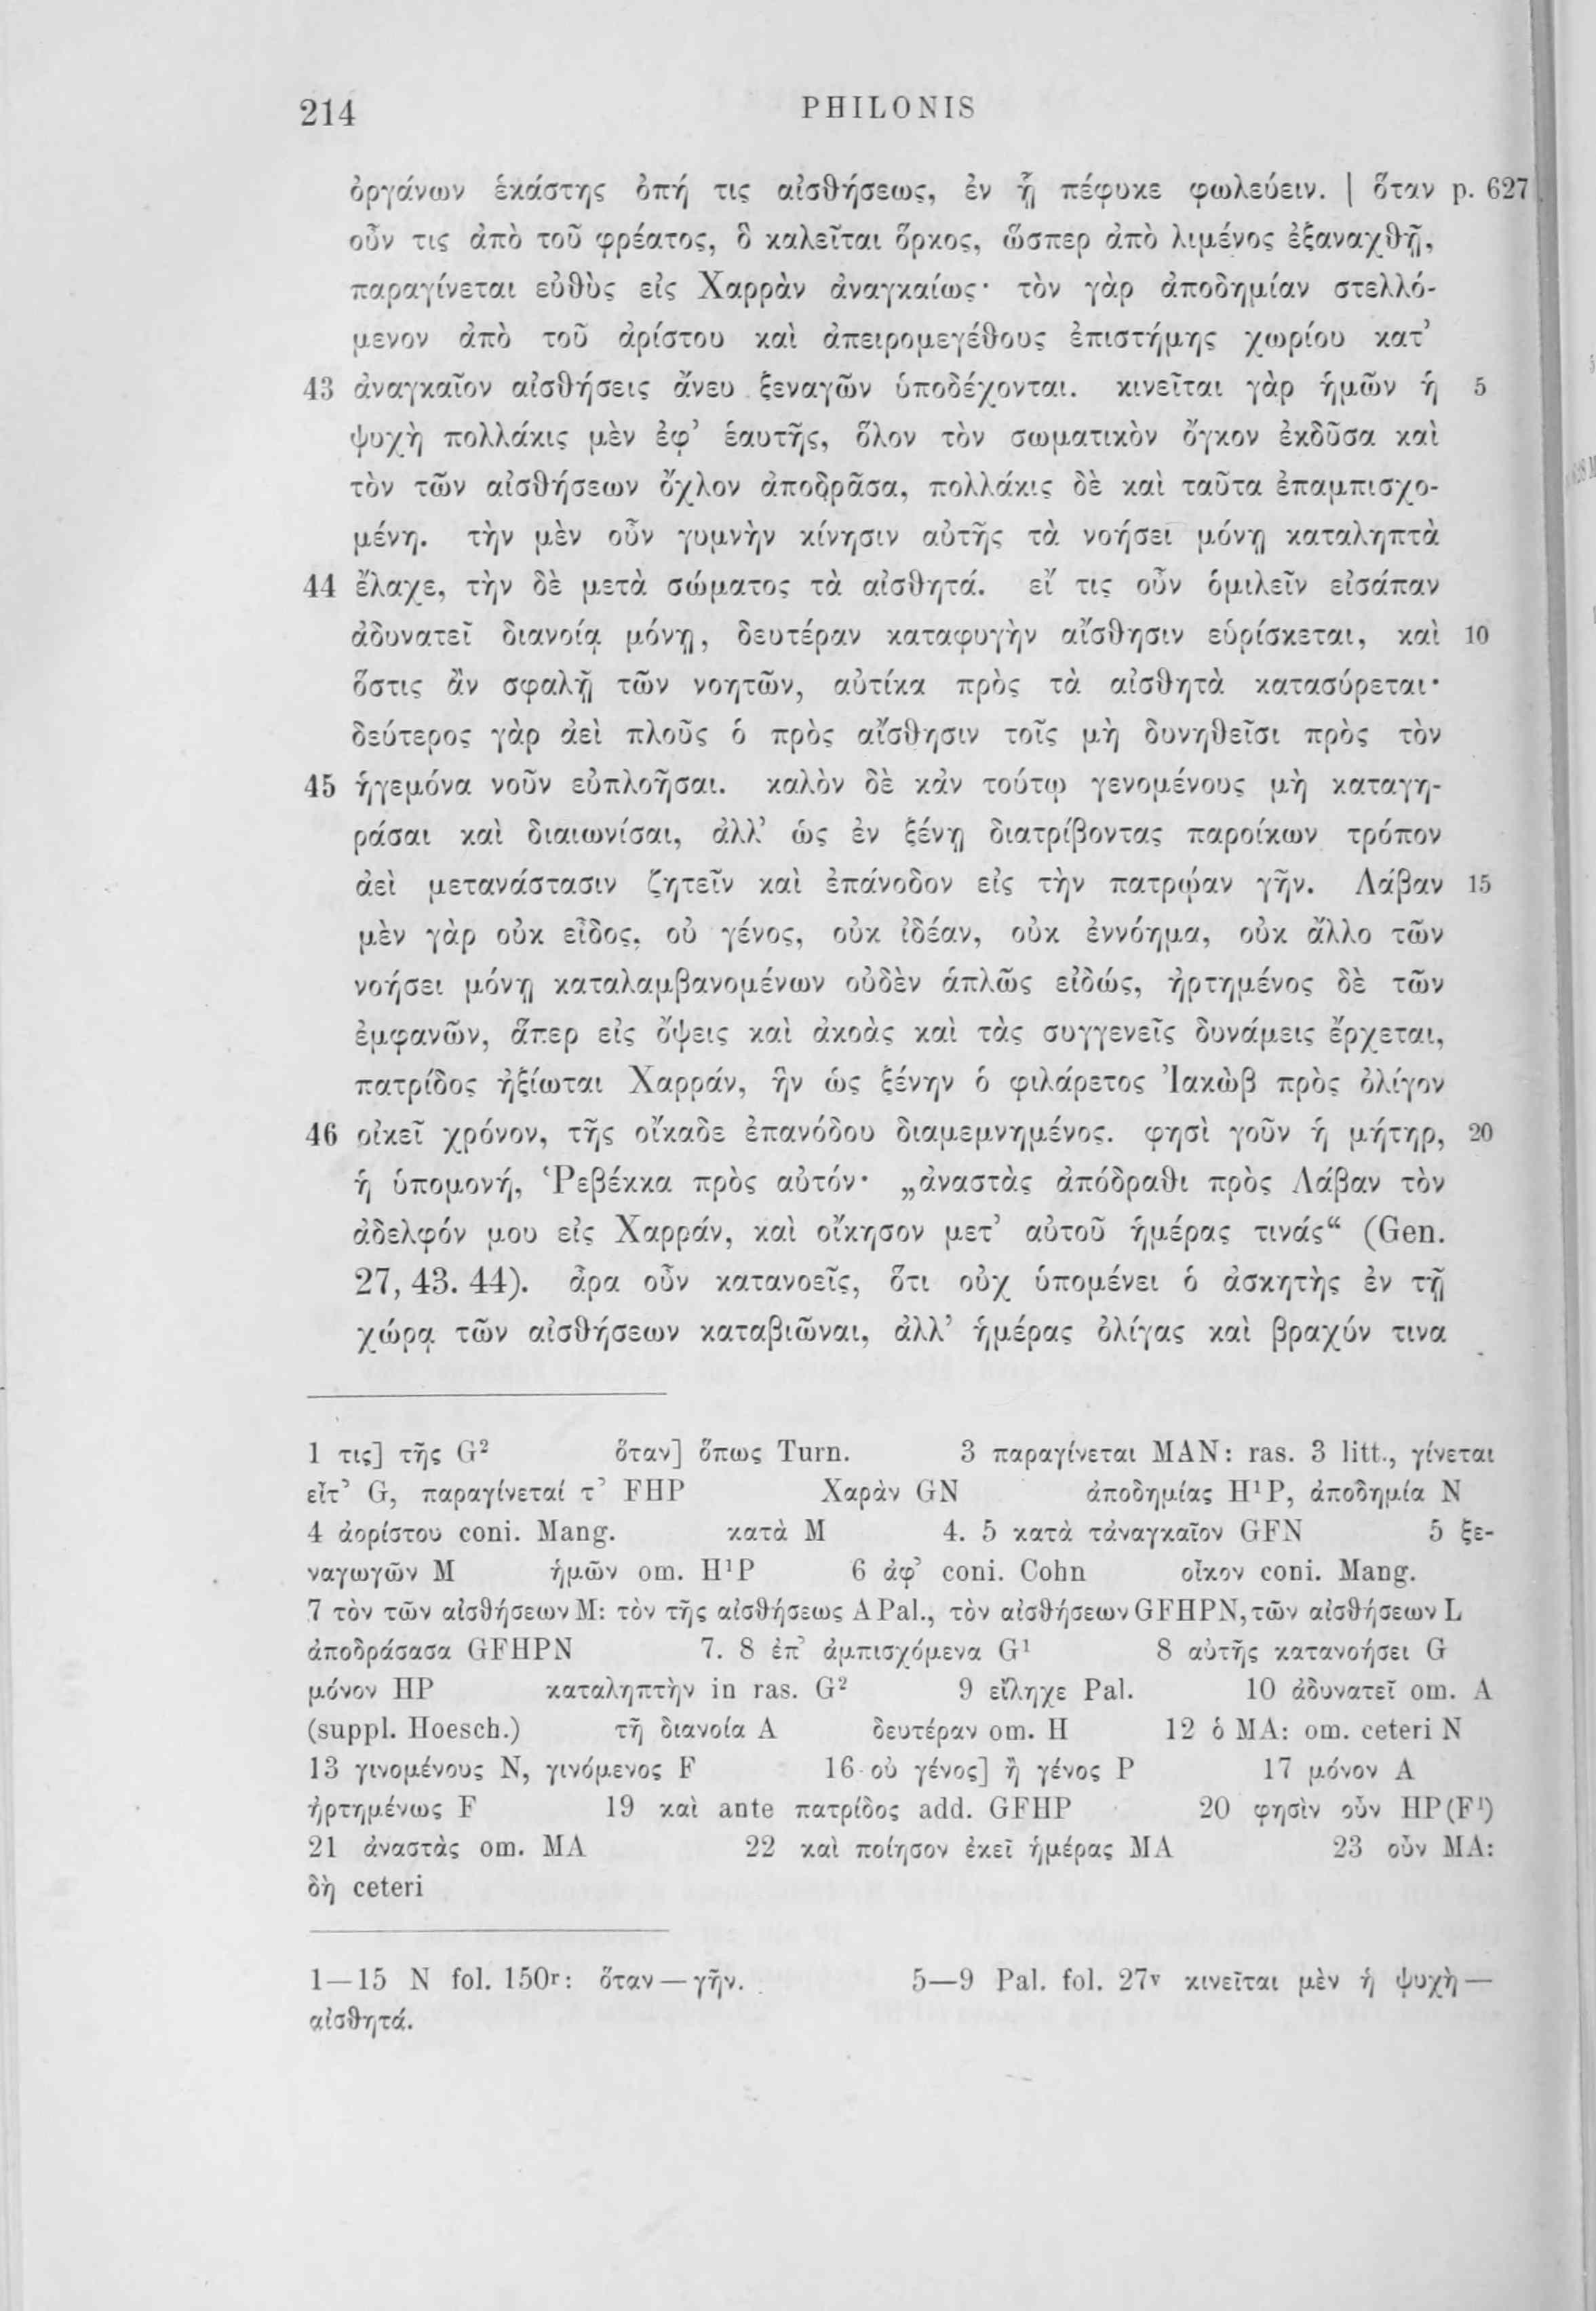 214 PHILONIS
ὀργάνων ἑκάστης ὀπή τις αἰσθήσεως, ἐν ᾗ πέφυκε φωλεύειν. | ὅταν p. 627
οὖν τις ἀπὸ τοῦ φρέατος, ὃ καλεῖται ὅρκος, ὥσπερ ἀπὸ λιμένος ἐξαναχθῇ,
παραγίνεται εὐθὺς εἰς Χαρρὰν ἀναγκαίως· τὸν γὰρ ἀποδημίαν στελλό-
μενον ἀπὸ τοῦ ἀρίστου καὶ ἀπειρομεγέθους ἐπιστήμης χωρίου κατ’
43 ἀναγκαῖον αἰσθήσεις ἄνευ ξεναγῶν ὑποδέχονται. κινεῖται γὰρ ἡμῶν ἡ 5
ψυχὴ πολλάκις μὲν ἐφ’ ἑαυτῆς, ὅλον τὸν σωματικὸν ὄγκον ἐκδῦσα καὶ
τὸν τῶν αἰσθήσεων ὄχλον ἀποδρᾶσα, πολλάκις δὲ καὶ ταῦτα ἐπαμπισχο-
μένη. τὴν μὲν οὖν γυμνὴν κίνησιν αὐτῆς τὰ νοήσει μόνῃ καταληπτὰ
44 ἔλαχε, τὴν δὲ μετὰ σώματος τὰ αἰσθητά. εἴ τις οὖν ὁμιλεῖν εἰσάπαν
ἀδυνατεῖ διανοίᾳ μόνῃ, δευτέραν καταφυγὴν αἴσθησιν εὑρίσκεται, καὶ 10
ὅστις ἂν σφαλῇ τῶν νοητῶν, αὐτίκα πρὸς τὰ αἰσθητὰ κατασύρεται·
δεύτερος γὰρ ἀεὶ πλοῦς ὁ πρὸς αἴσθησιν τοῖς μὴ δυνηθεῖσι πρὸς τὸν
45 ἡγεμόνα νοῦν εὐπλοῆσαι. καλὸν δὲ κἀν τούτῳ γενομένους μὴ καταγη-
ράσαι καὶ διαιωνίσαι, ἀλλ’ ὡς ἐν ξένῃ διατρίβοντας παροίκων τρόπον
ἀεὶ μετανάστασιν ζητεῖν καὶ ἐπάνοδον εἰς τὴν πατρῴαν γῆν. Λάβαν 15
μὲν γὰρ οὐκ εἶδος, οὐ γένος, οὐκ ἰδέαν, οὐκ ἐννόημα, οὐκ ἄλλο τῶν
νοήσει μόνῃ καταλαμβανομένων οὐδὲν ἁπλῶς εἰδώς, ἠρτημένος δὲ τῶν
ἐμφανῶν, ἅπερ εἰς ὄψεις καὶ ἀκοὰς καὶ τὰς συγγενεῖς δυνάμεις ἔρχεται,
πατρίδος ἠξίωται Χαρράν, ἣν ὡς ξένην ὁ φιλάρετος Ἰακὼβ πρὸς ὀλίγον
46 οἰκεῖ χρόνον, τῆς οἴκαδε ἐπανόδου διαμεμνημένος. φησὶ γοῦν ἡ μήτηρ, 20
ἡ ὑπομονή, Ῥεβέκκα πρὸς αὐτόν· „ἀναστὰς ἀπόδραθι πρὸς Λάβαν τὸν
ἀδελφόν μου εἰς Χαρράν, καὶ οἴκησον μετ’ αὐτοῦ ἡμέρας τινάς“ (Gen.
27, 43. 44). ἆρα οὖν κατανοεῖς, ὅτι οὐχ ὑπομένει ὁ ἀσκητὴς ἐν τῇ
χώρᾳ τῶν αἰσθήσεων καταβιῶναι, ἀλλ’ ἡμέρας ὀλίγας καὶ βραχύν τινα
1 τις] τῆς G² ὅταν] ὅπως Turn. 3 παραγίνεται MAN: ras. 3 litt., γίνεται
εἶτ’ G, παραγίνεταί τ’ FHP Χαρὰν GN ἀποδημίας H¹P, ἀποδημία N
4 ἀορίστου coni. Mang. κατὰ M 4. 5 κατὰ τἀναγκαῖον GFN 5 ξε-
ναγωγῶν M ἡμῶν om. H¹P 6 ἀφ’ coni. Cohn οἶκον coni. Mang.
7 τὸν τῶν αἰσθήσεων M: τὸν τῆς αἰσθήσεως A Pal., τὸν αἰσθήσεων GFHPN, τῶν αἰσθήσεων L
ἀποδράσασα GFHPN 7. 8 ἐπ’ ἀμπισχόμενα G¹ 8 αὐτῆς κατανοήσει G
μόνον HP καταληπτὴν in ras. G² 9 εἴληχε Pal. 10 ἀδυνατεῖ om. A
(suppl. Hoesch.) τῇ διανοία A δευτέραν om. H 12 ὁ MA: om. ceteri N
13 γινομένους N, γινόμενος F 16 οὐ γένος] ἢ γένος P 17 μόνον A
ἠρτημένως F 19 καὶ ante πατρίδος add. GFHP 20 φησὶν οὖν HP(F¹)
21 ἀναστὰς om. MA 22 καὶ ποίησον ἐκεῖ ἡμέρας MA 23 οὖν MA:
δὴ ceteri
1—15 N fol. 150r: ὅταν — γῆν. 5—9 Pal. fol. 27v κινεῖται μὲν ἡ ψυχὴ —
αἰσθητά.